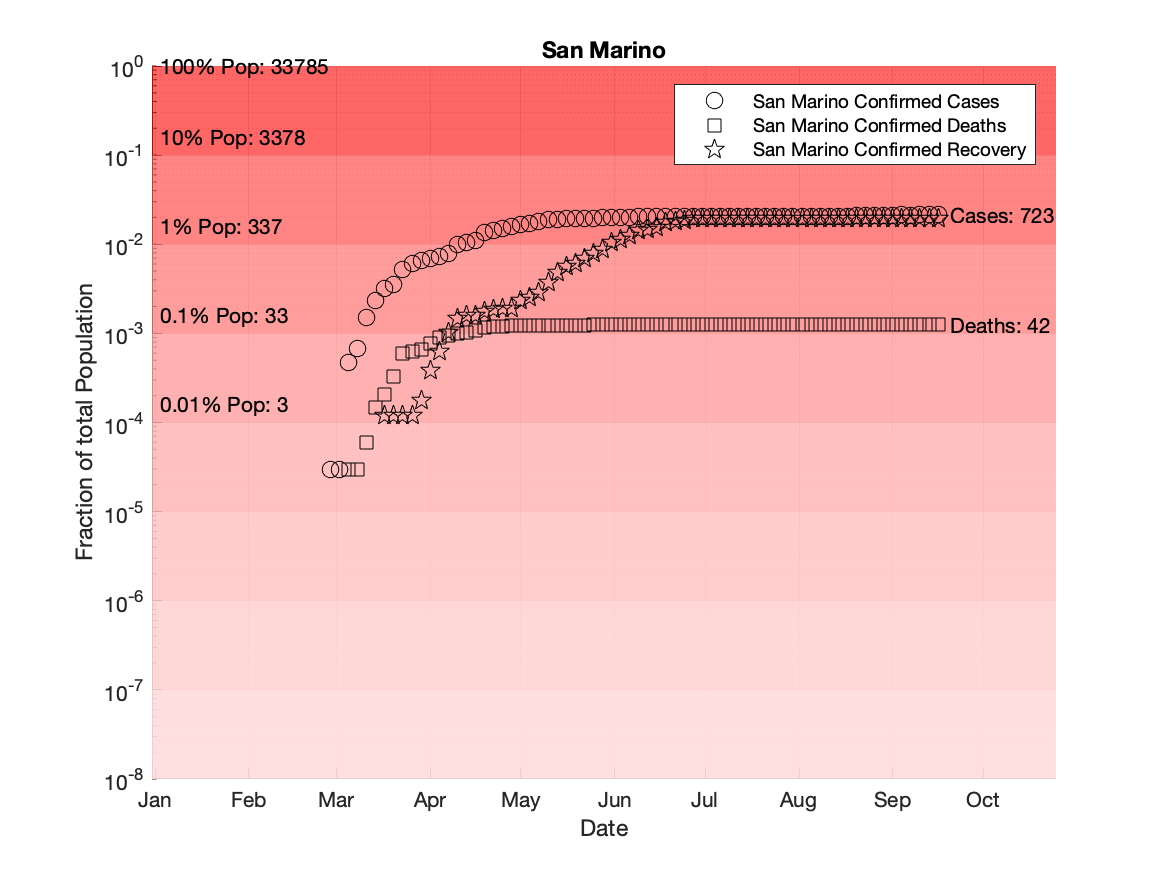 San Marino
10^0
100% Pop: 33785
San Marino Confirmed Cases
San Marino Confirmed Deaths
San Marino Confirmed Recovery
10% Pop: 3378
10^-1
1% Pop: 337
Cases: 723
10^-2
0.1% Pop: 33
Deaths: 42
10^-3
0.01% Pop: 3
10^-4
10^-5
10^-6
10^-7
10^-8
Fraction of total Population
Jan Feb Mar Apr May Jun Jul Aug Sep Oct
Date